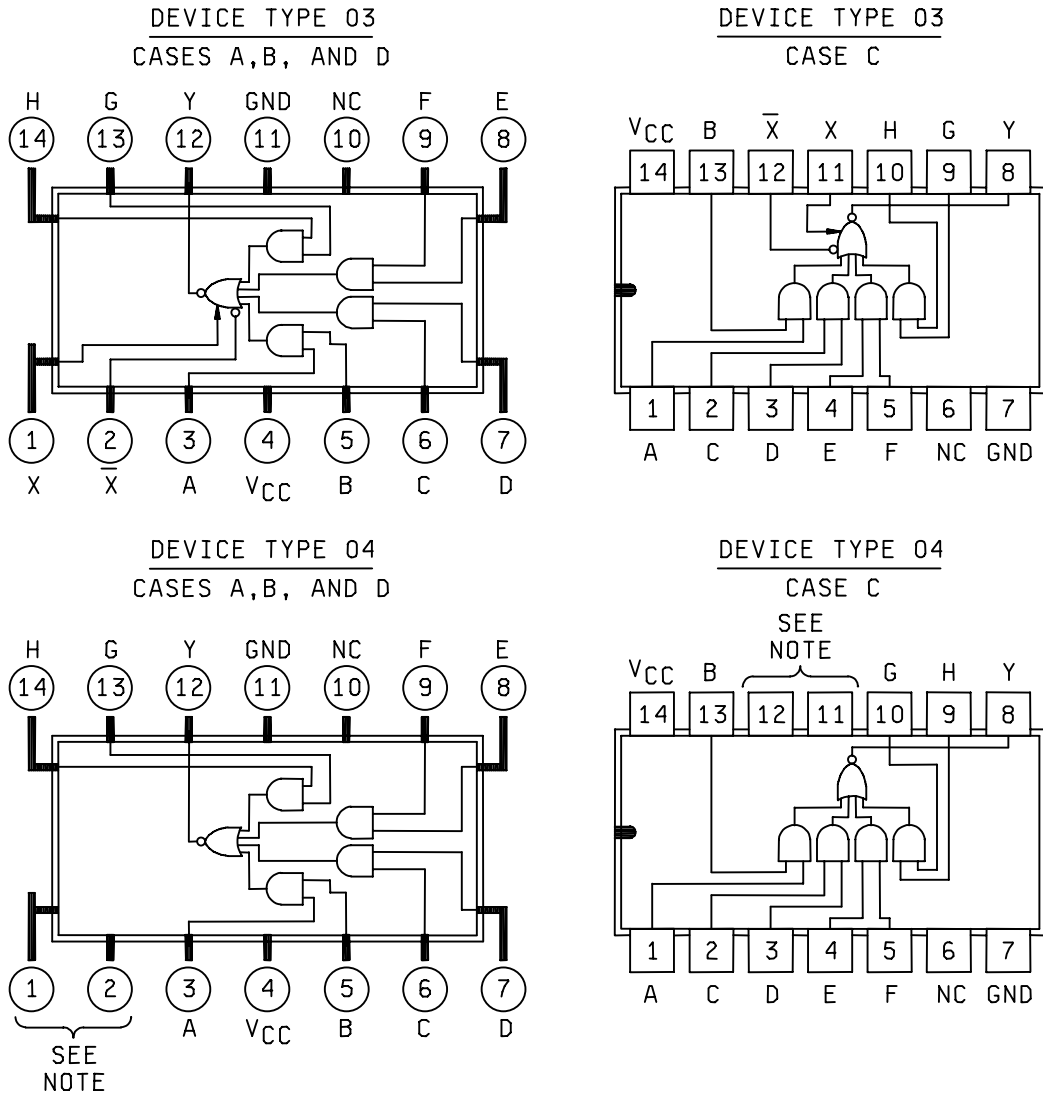 DEVICE TYPE 03
CASES A,B, AND D
H G Y GND NC F E
14 13 12 11 10 9 8
1 2 3 4 5 6 7
X X̅ A VCC B C D
DEVICE TYPE 03
CASE C
VCC B X̅ X H G Y
14 13 12 11 10 9 8
1 2 3 4 5 6 7
A C D E F NC GND
DEVICE TYPE 04
CASES A,B, AND D
H G Y GND NC F E
14 13 12 11 10 9 8
1 2 3 4 5 6 7
A VCC B C D
SEE
NOTE
DEVICE TYPE 04
CASE C
SEE
NOTE
VCC B G H Y
14 13 12 11 10 9 8
1 2 3 4 5 6 7
A C D E F NC GND